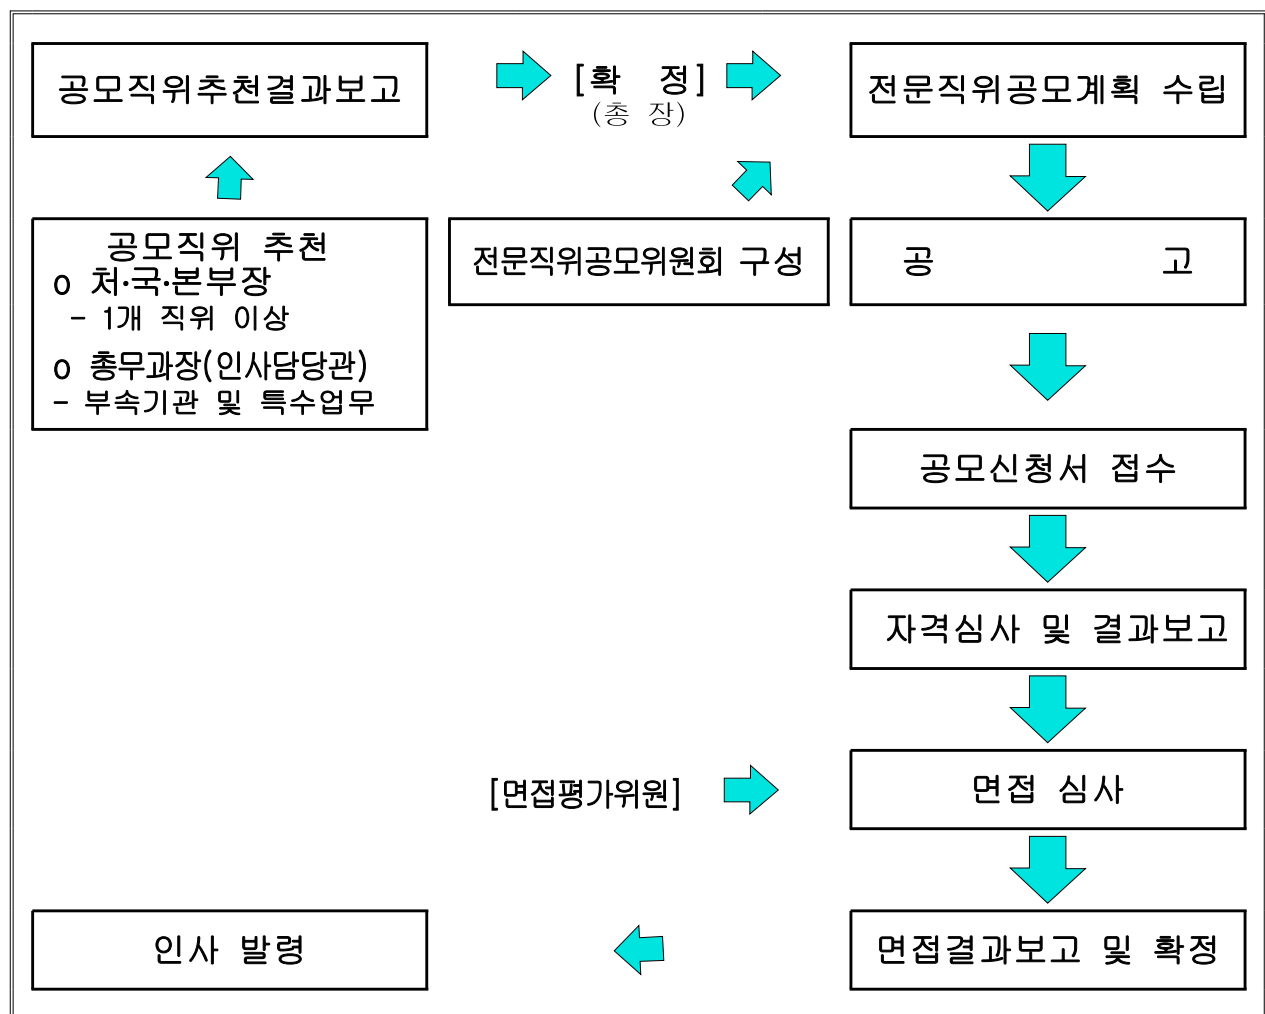 공모직위추천결과보고
[확 정]
(총 장)
전문직위공모계획 수립
공모직위 추천
o 처·국·본부장
- 1개 직위 이상
o 총무과장(인사담당관)
- 부속기관 및 특수업무
전문직위공모위원회 구성
공 고
공모신청서 접수
자격심사 및 결과보고
[면접평가위원]
면접 심사
인사 발령
면접결과보고 및 확정